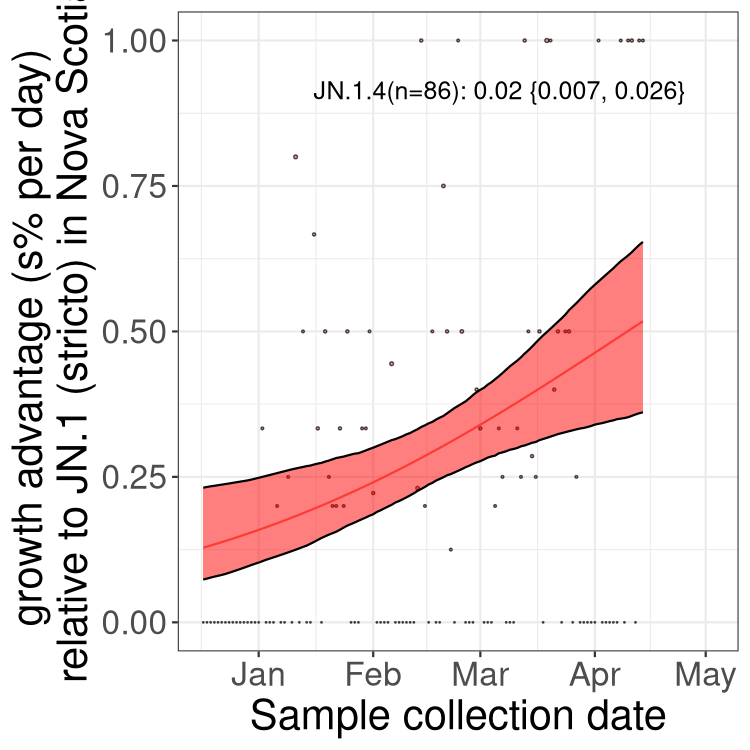 growth advantage (s% per day)
relative to JN.1 (stricto) in Nova Scotia
1.00
JN.1.4(n=86): 0.02 {0.007, 0.026}
0.75
0.50
0.25
0.00
Jan Feb Mar Apr May
Sample collection date